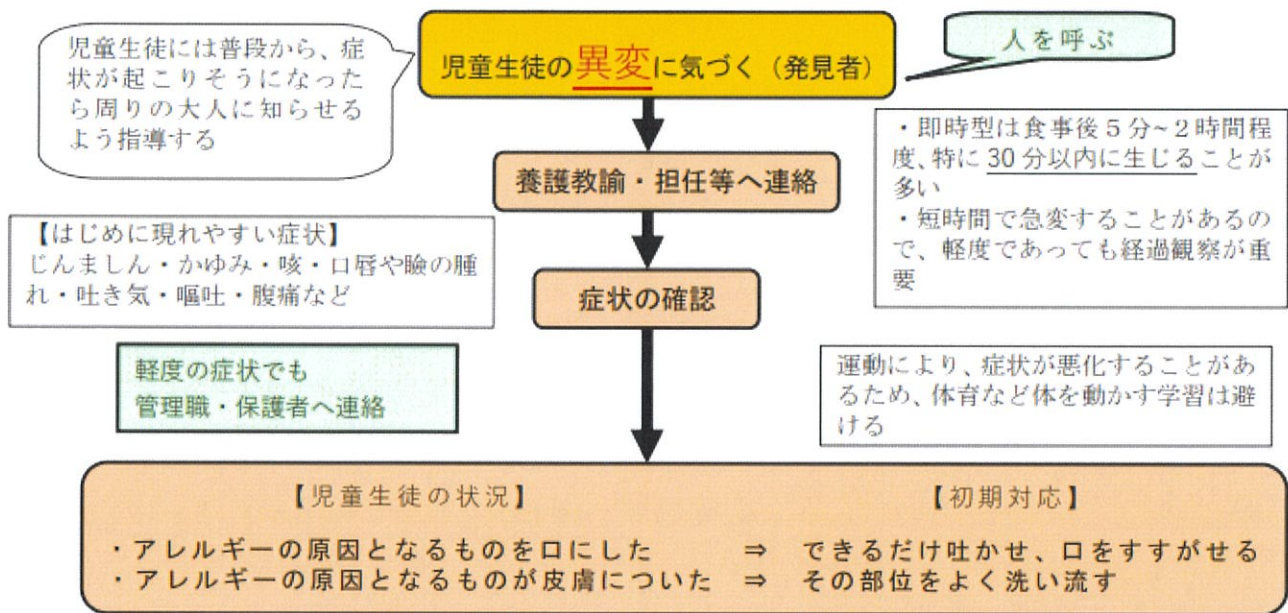 児童生徒には普段から、症
状が起こりそうになった
ら周りの大人に知らせる
よう指導する
児童生徒の異変に気づく（発見者）
人を呼ぶ
・即時型は食事後５分~２時間程
度、特に 30 分以内に生じることが
多い
・短時間で急変することがあるの
で、軽度であっても経過観察が重
要
養護教諭・担任等へ連絡
【はじめに現れやすい症状】
じんましん・かゆみ・咳・口唇や瞼の腫
れ・吐き気・嘔吐・腹痛など
症状の確認
軽度の症状でも
管理職・保護者へ連絡
運動により、症状が悪化することがあ
るため、体育など体を動かす学習は避
ける
【児童生徒の状況】 【初期対応】
・アレルギーの原因となるものを口にした ⇒ できるだけ吐かせ、口をすすがせる
・アレルギーの原因となるものが皮膚についた ⇒ その部位をよく洗い流す